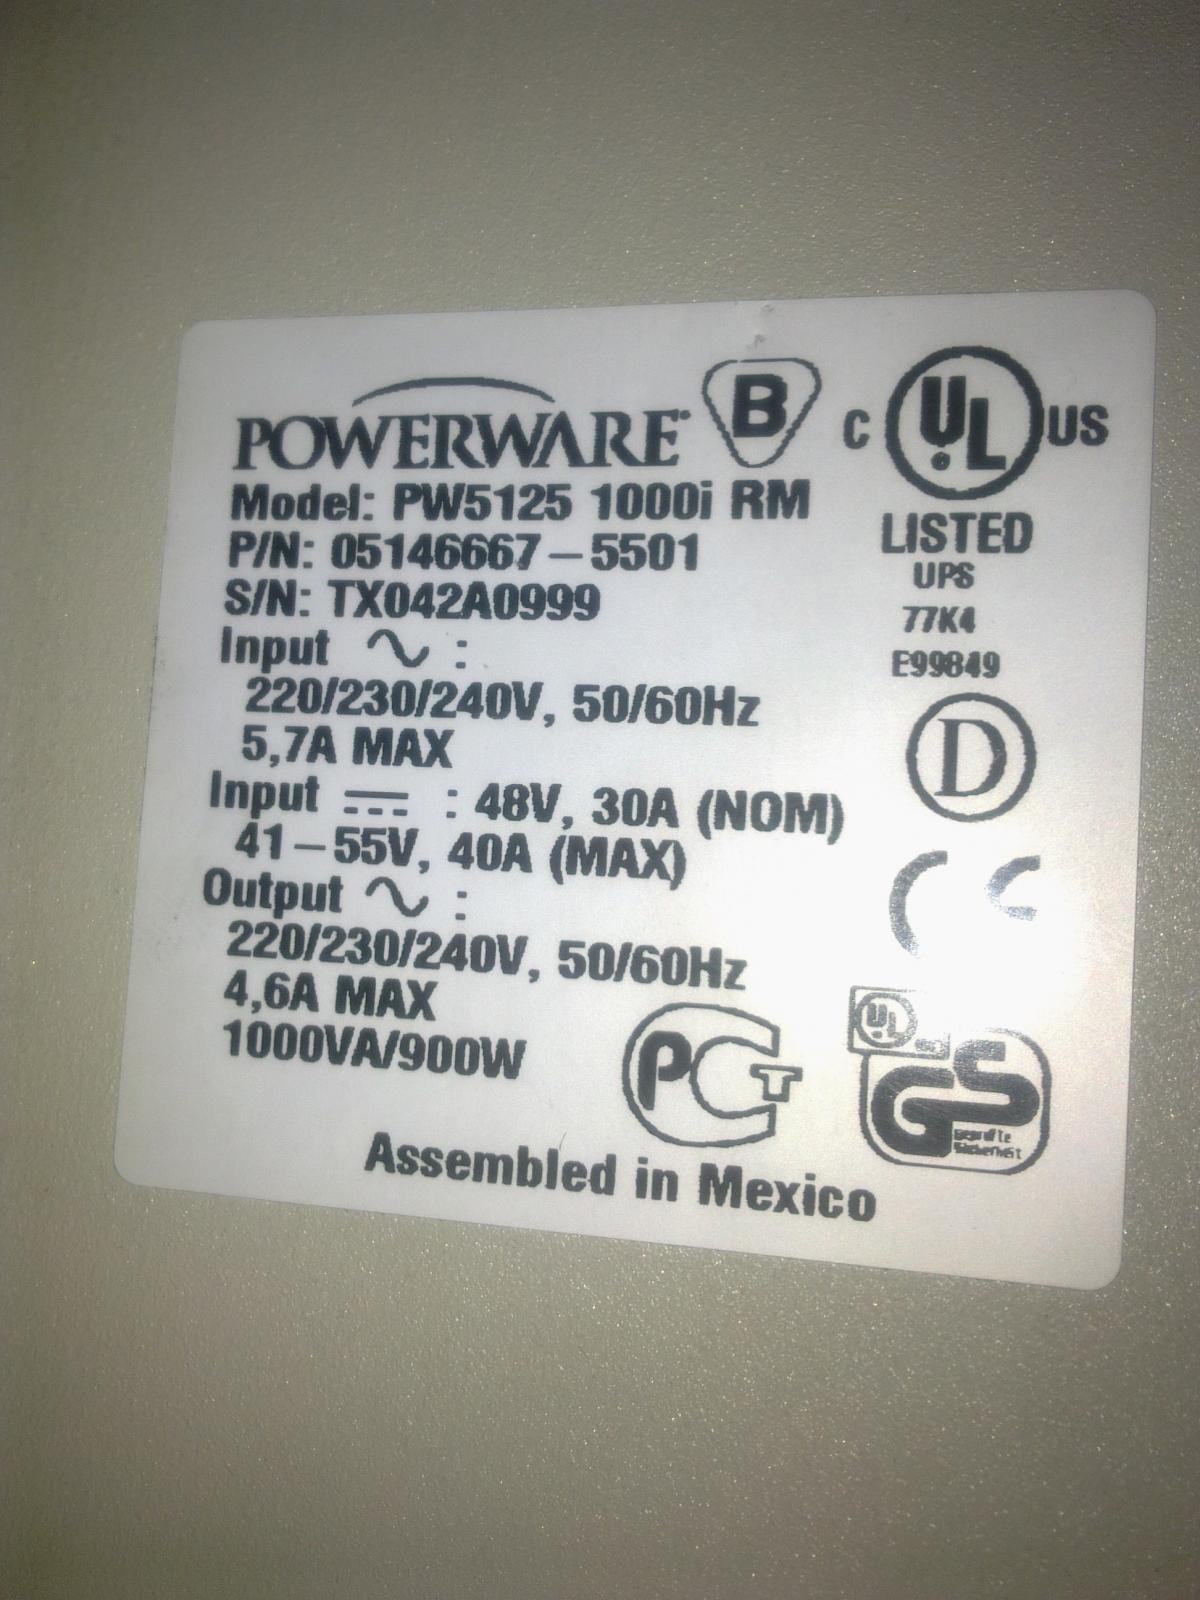 POWERWARE
B
C UL US
Model: PW5125 1000i RM
P/N: 05146667-5501
S/N: TX042A0999
LISTED
UPS
77K4
E99849
Input ∿ :
220/230/240V, 50/60Hz
5,7A MAX
Input ⎓ : 48V, 30A (NOM)
41-55V, 40A (MAX)
Output ∿ :
220/230/240V, 50/60Hz
4,6A MAX
1000VA/900W
D
CE
PCT
UL
GS
geprüfte
Sicherheit
Assembled in Mexico